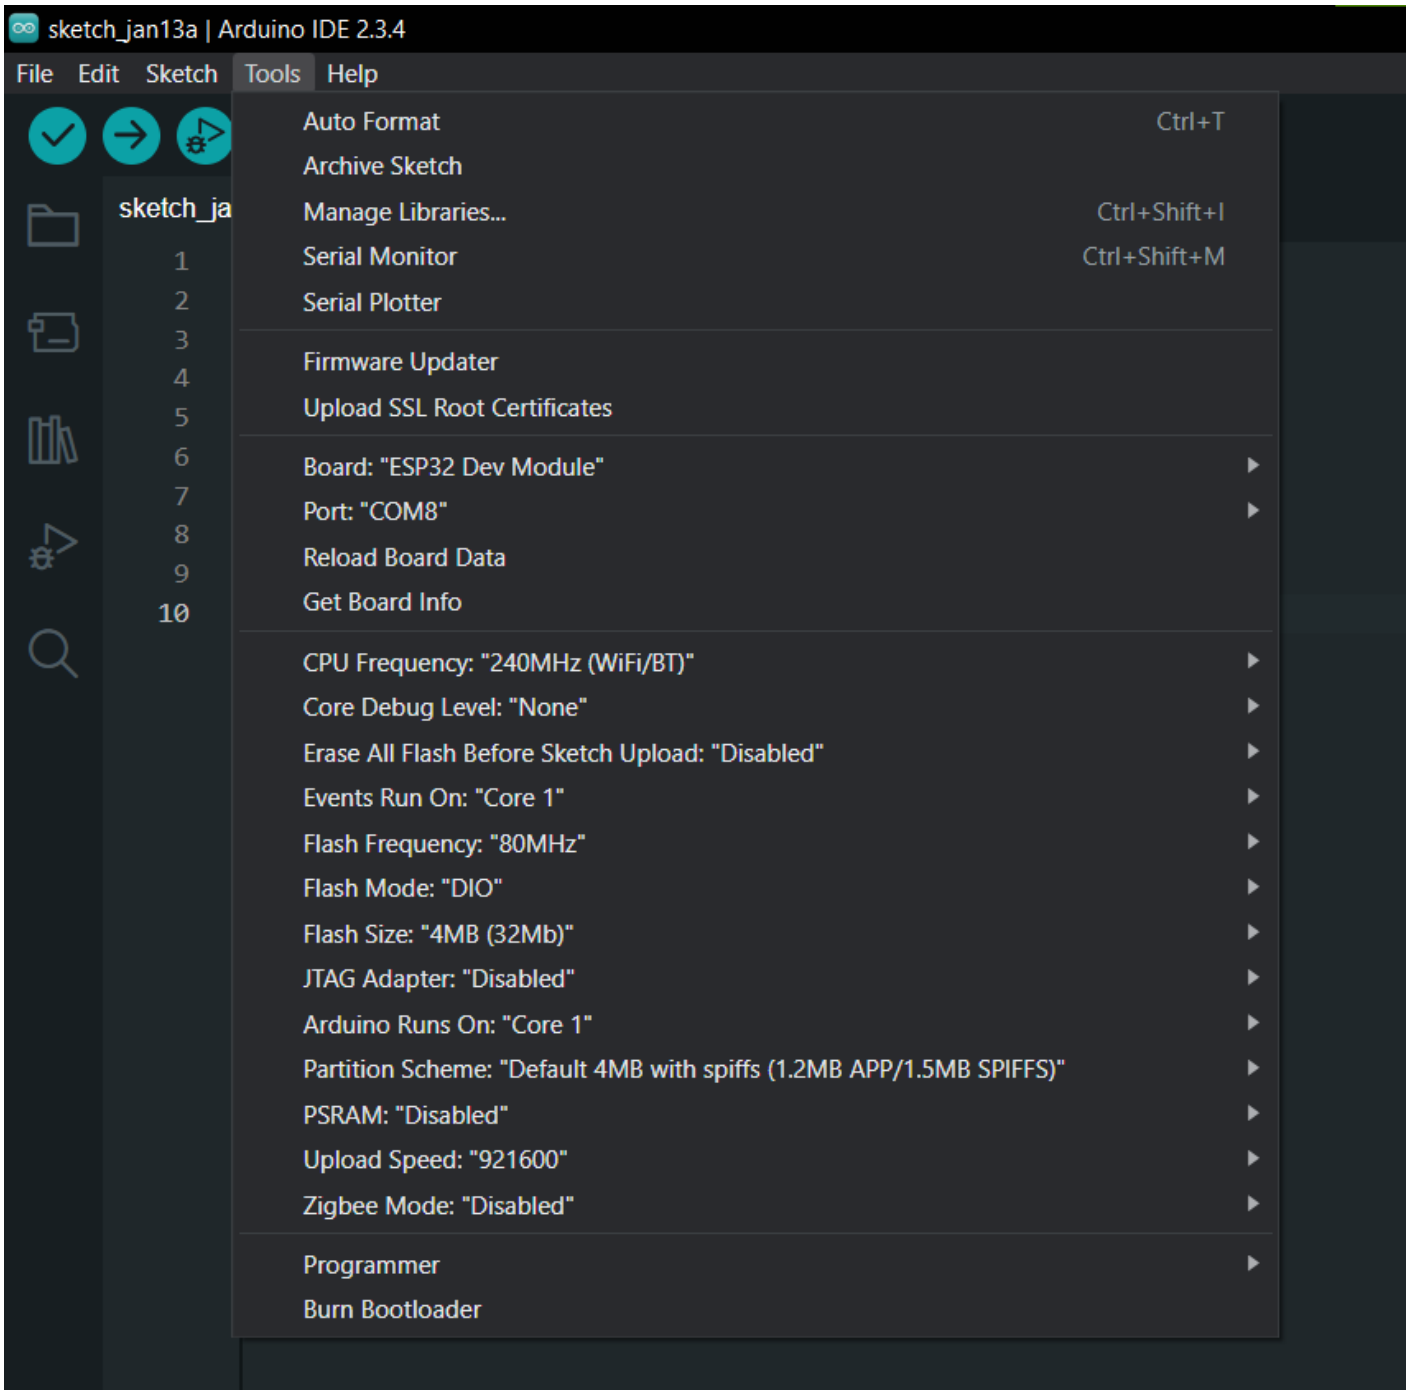 sketch_jan13a | Arduino IDE 2.3.4
File Edit Sketch Tools Help
Auto Format Ctrl+T
Archive Sketch
sketch_ja
Manage Libraries... Ctrl+Shift+I
Serial Monitor Ctrl+Shift+M
Serial Plotter
Firmware Updater
Upload SSL Root Certificates
Board: "ESP32 Dev Module"
Port: "COM8"
Reload Board Data
Get Board Info
CPU Frequency: "240MHz (WiFi/BT)"
Core Debug Level: "None"
Erase All Flash Before Sketch Upload: "Disabled"
Events Run On: "Core 1"
Flash Frequency: "80MHz"
Flash Mode: "DIO"
Flash Size: "4MB (32Mb)"
JTAG Adapter: "Disabled"
Arduino Runs On: "Core 1"
Partition Scheme: "Default 4MB with spiffs (1.2MB APP/1.5MB SPIFFS)"
PSRAM: "Disabled"
Upload Speed: "921600"
Zigbee Mode: "Disabled"
Programmer
Burn Bootloader
1
2
3
4
5
6
7
8
9
10